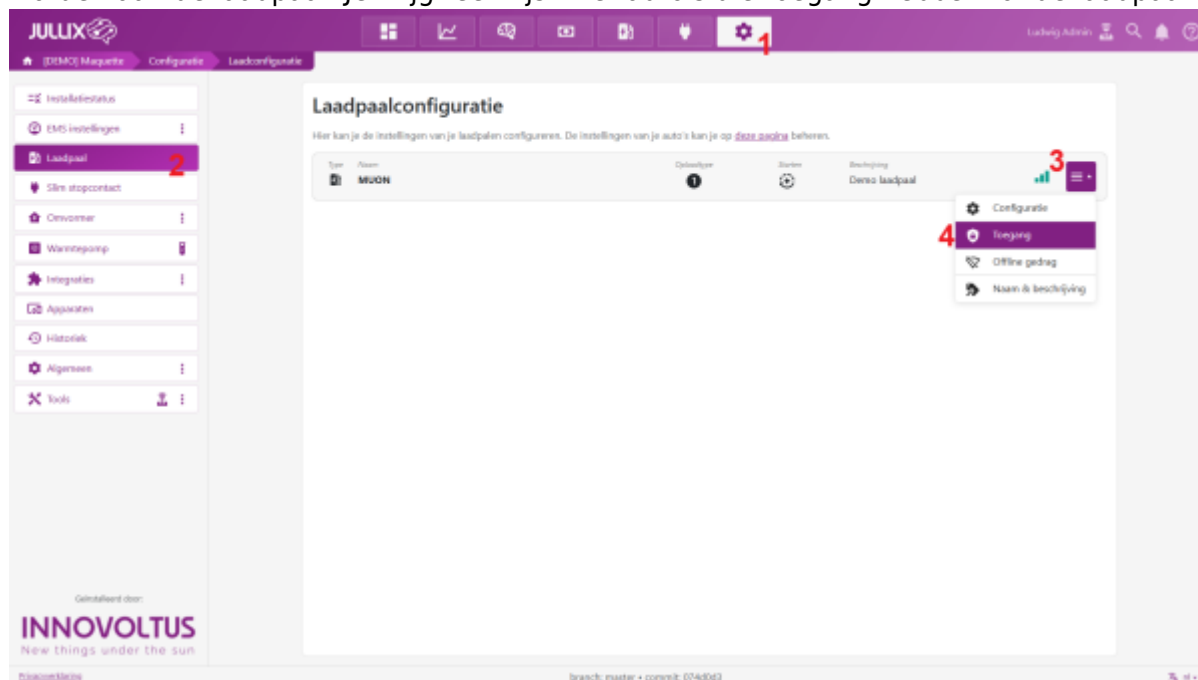 JULLIX
1
Ludwig Admin
[DEMO] Maquette
Configuratie
Laadconfiguratie
Installatiestatus
EMS instellingen
Laadpaal
2
Slim stopcontact
Omvormer
Warmtepomp
Integraties
Apparaten
Historiek
Algemeen
Tools
Laadpaalconfiguratie
Hier kan je de instellingen van je laadpalen configureren. De instellingen van je auto's kan je op deze pagina beheren.
Type
Naam
Oplaadtype
Starten
Beschrijving
MUON
1
Demo laadpaal
3
Configuratie
4
Toegang
Offline gedrag
Naam & beschrijving
Geïnstalleerd door:
INNOVOLTUS
New things under the sun
Privacyverklaring
branch: master • commit: 074d0d3
nl